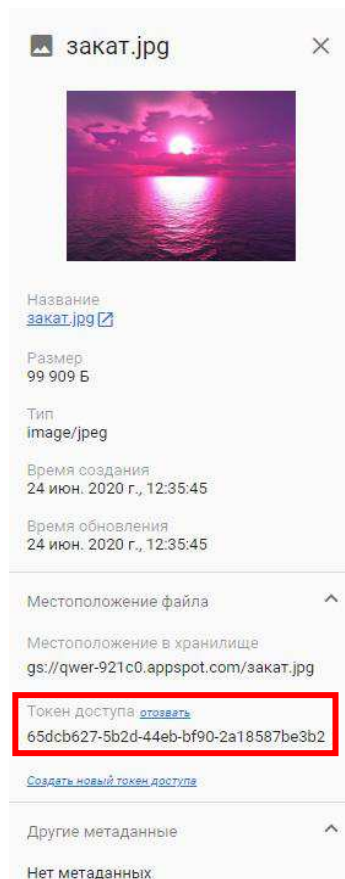 закат.jpg
Название
закат.jpg
Размер
99 909 Б
Тип
image/jpeg
Время создания
24 июн. 2020 г., 12:35:45
Время обновления
24 июн. 2020 г., 12:35:45
Местоположение файла
Местоположение в хранилище
gs://qwer-921c0.appspot.com/закат.jpg
Токен доступа отозвать
65dcb627-5b2d-44eb-bf90-2a18587be3b2
Создать новый токен доступа
Другие метаданные
Нет метаданных